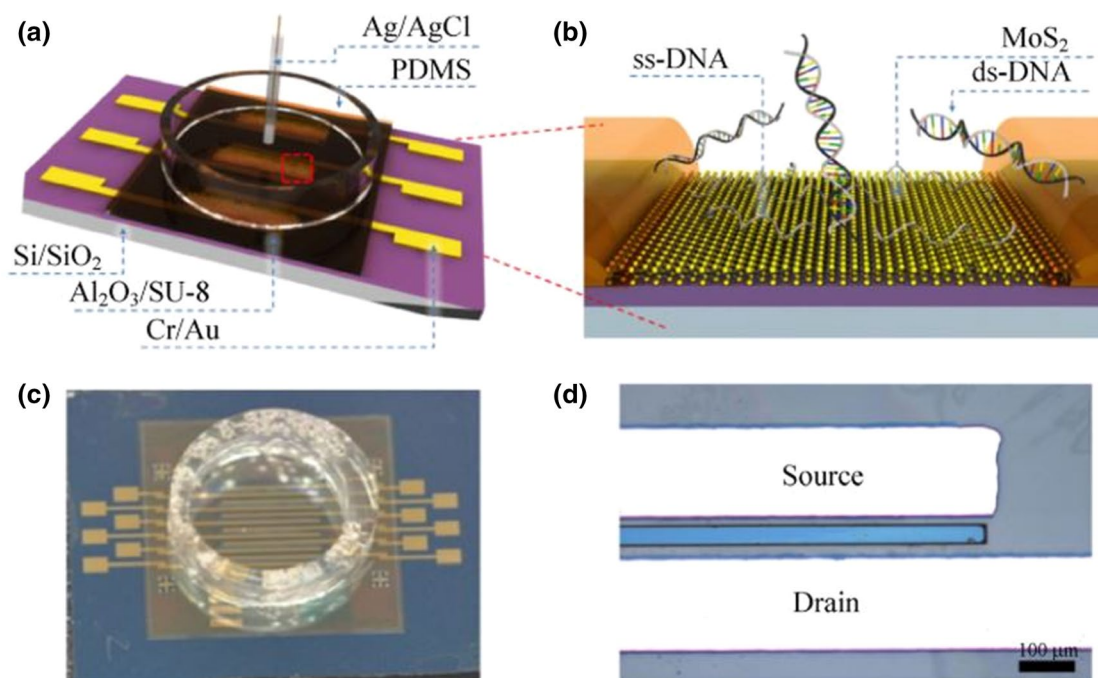 (a)
Ag/AgCl
PDMS
Si/SiO₂
Al₂O₃/SU-8
Cr/Au
(b)
ss-DNA
MoS₂
ds-DNA
(c)
(d)
Source
Drain
100 μm